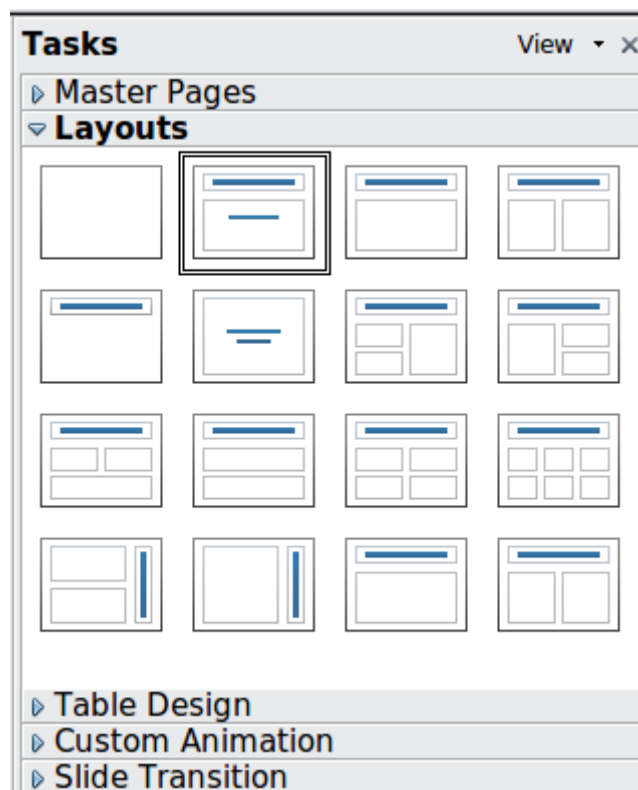 Tasks View
Master Pages
Layouts
Table Design
Custom Animation
Slide Transition